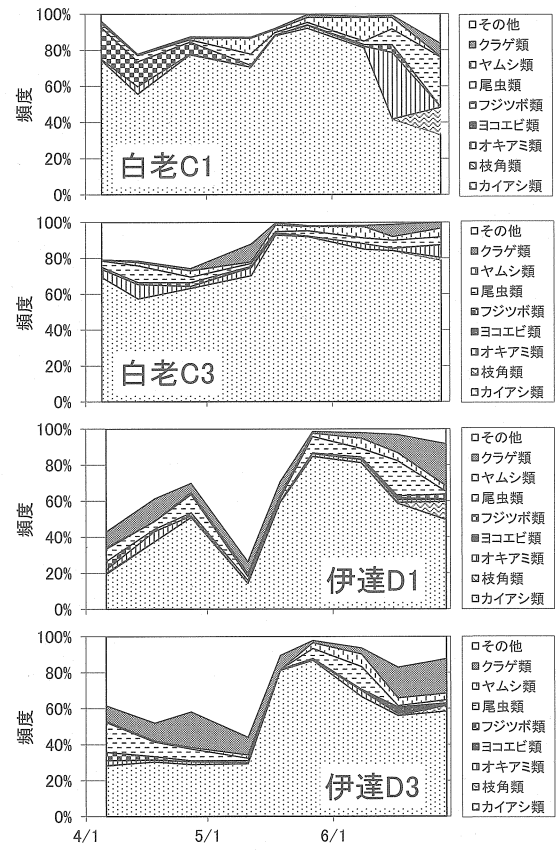 100%
80%
60%
40%
20%
0%
頻度
白老C1
その他
クラゲ類
ヤムシ類
尾虫類
フジツボ類
ヨコエビ類
オキアミ類
枝角類
カイアシ類
100%
80%
60%
40%
20%
0%
頻度
白老C3
その他
クラゲ類
ヤムシ類
尾虫類
フジツボ類
ヨコエビ類
オキアミ類
枝角類
カイアシ類
100%
80%
60%
40%
20%
0%
頻度
伊達D1
その他
クラゲ類
ヤムシ類
尾虫類
フジツボ類
ヨコエビ類
オキアミ類
枝角類
カイアシ類
100%
80%
60%
40%
20%
0%
頻度
伊達D3
その他
クラゲ類
ヤムシ類
尾虫類
フジツボ類
ヨコエビ類
オキアミ類
枝角類
カイアシ類
4/1
5/1
6/1